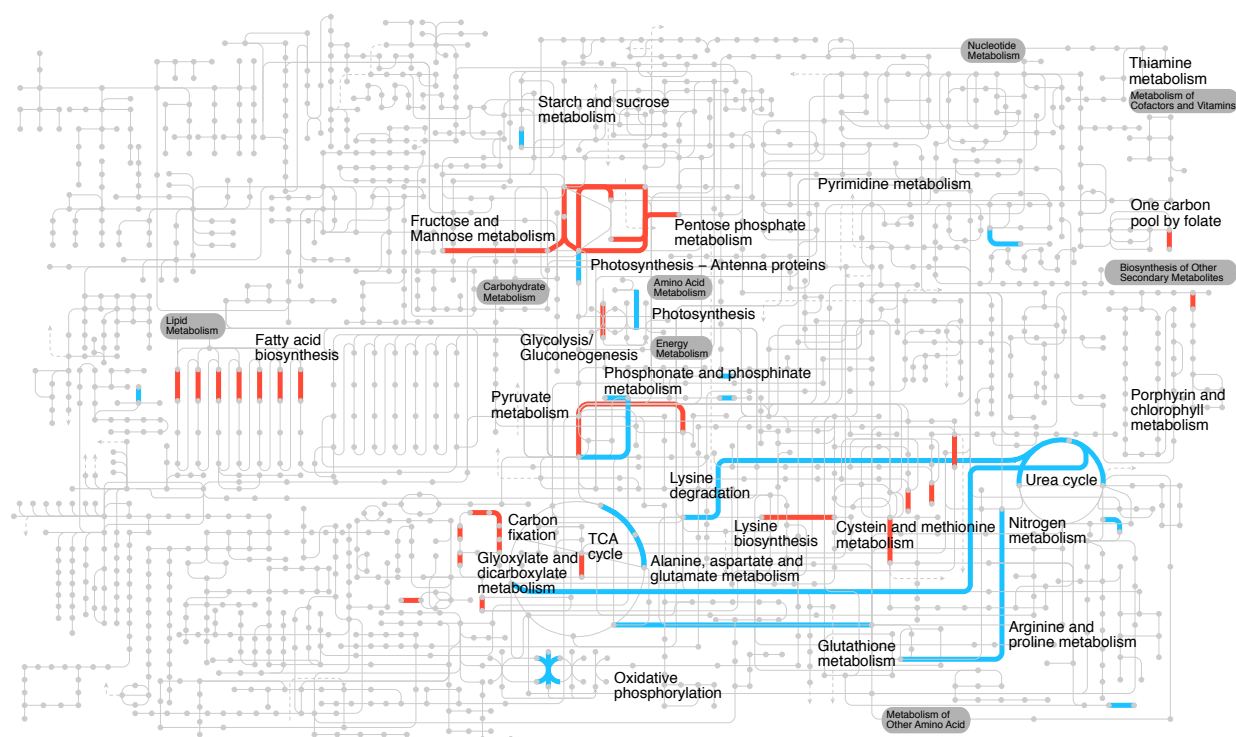 Nucleotide
Metabolism
Thiamine
metabolism
Metabolism of
Cofactors and Vitamins
Starch and sucrose
metabolism
Pyrimidine metabolism
One carbon
pool by folate
Fructose and
Mannose metabolism
Pentose phosphate
metabolism
Photosynthesis – Antenna proteins
Biosynthesis of Other
Secondary Metabolites
Carbohydrate
Metabolism
Amino Acid
Metabolism
Photosynthesis
Lipid
Metabolism
Fatty acid
biosynthesis
Glycolysis/
Gluconeogenesis
Energy
Metabolism
Phosphonate and phosphinate
metabolism
Pyruvate
metabolism
Porphyrin and
chlorophyll
metabolism
Lysine
degradation
Urea cycle
Carbon
fixation
TCA
cycle
Lysine
biosynthesis
Cystein and methionine
metabolism
Nitrogen
metabolism
Glyoxylate and
dicarboxylate
metabolism
Alanine, aspartate and
glutamate metabolism
Glutathione
metabolism
Arginine and
proline metabolism
Oxidative
phosphorylation
Metabolism of
Other Amino Acid